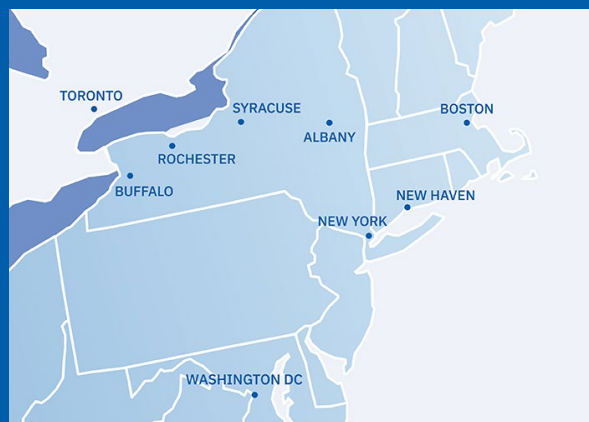 TORONTO
SYRACUSE
BOSTON
ALBANY
ROCHESTER
BUFFALO
NEW HAVEN
NEW YORK
WASHINGTON DC